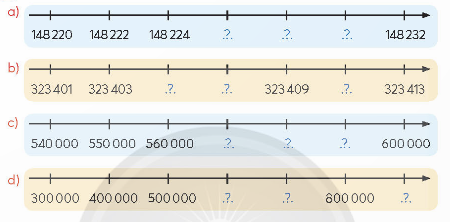 a)
148 220 148 222 148 224 .?. .?. .?. 148 232
b)
323 401 323 403 .?. .?. 323 409 .?. 323 413
c)
540 000 550 000 560 000 .?. .?. .?. 600 000
d)
300 000 400 000 500 000 .?. .?. 800 000 .?.